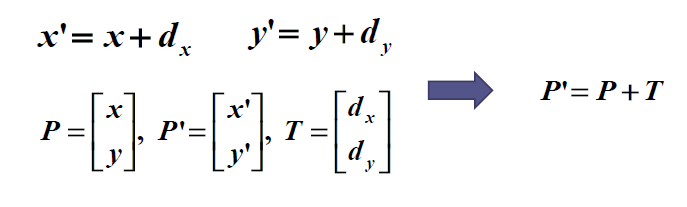 x' = x + d_x    y' = y + d_y
P = [x y], P' = [x' y'], T = [d_x d_y]    P' = P + T